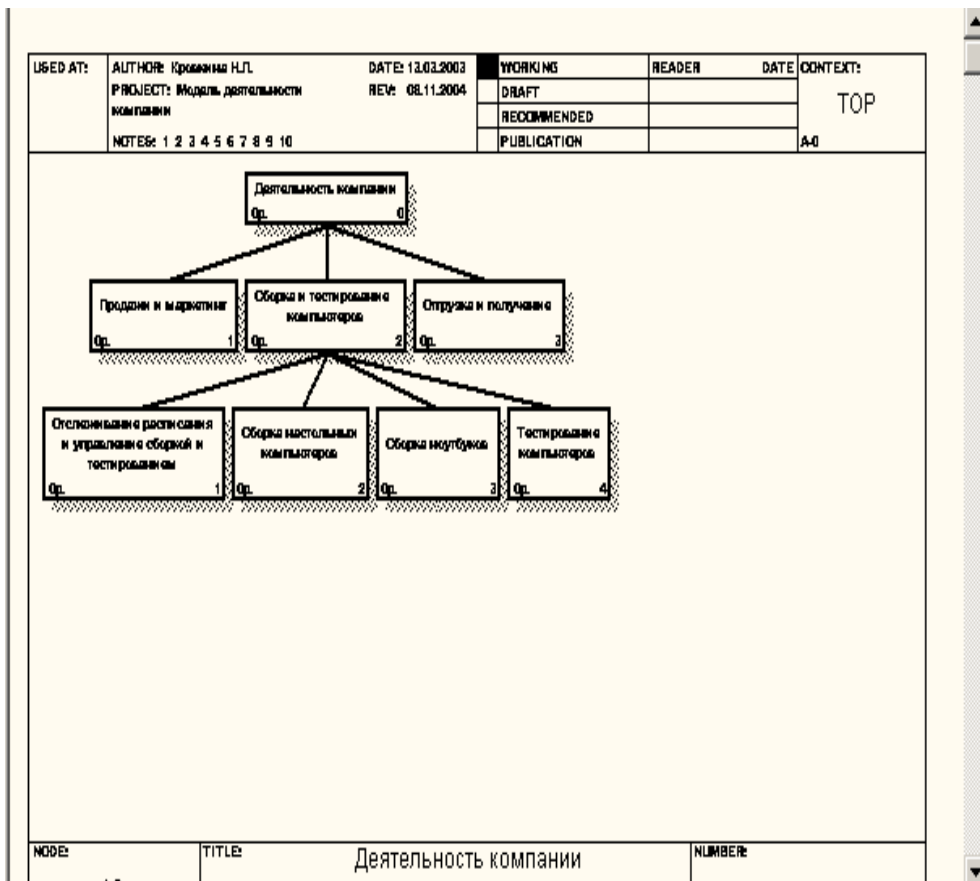 USED AT:
AUTHOR: Кровкина Н.П.
DATE: 13.03.2003
PROJECT: Модель деятельности
компании
REV: 08.11.2004
NOTES: 1 2 3 4 5 6 7 8 9 10
WORKING
DRAFT
RECOMMENDED
PUBLICATION
READER
DATE
CONTEXT:
TOP
A-0
Деятельность компании
0р. 0
Продажи и маркетинг
0р. 1
Сборка и тестирование
компьютеров
0р. 2
Отгрузка и получение
0р. 3
Отслеживание расписания
и управление сборкой и
тестированием
0р. 1
Сборка настольных
компьютеров
0р. 2
Сборка ноутбуков
0р. 3
Тестирование
компьютеров
0р. 4
NODE:
TITLE:
Деятельность компании
NUMBER: